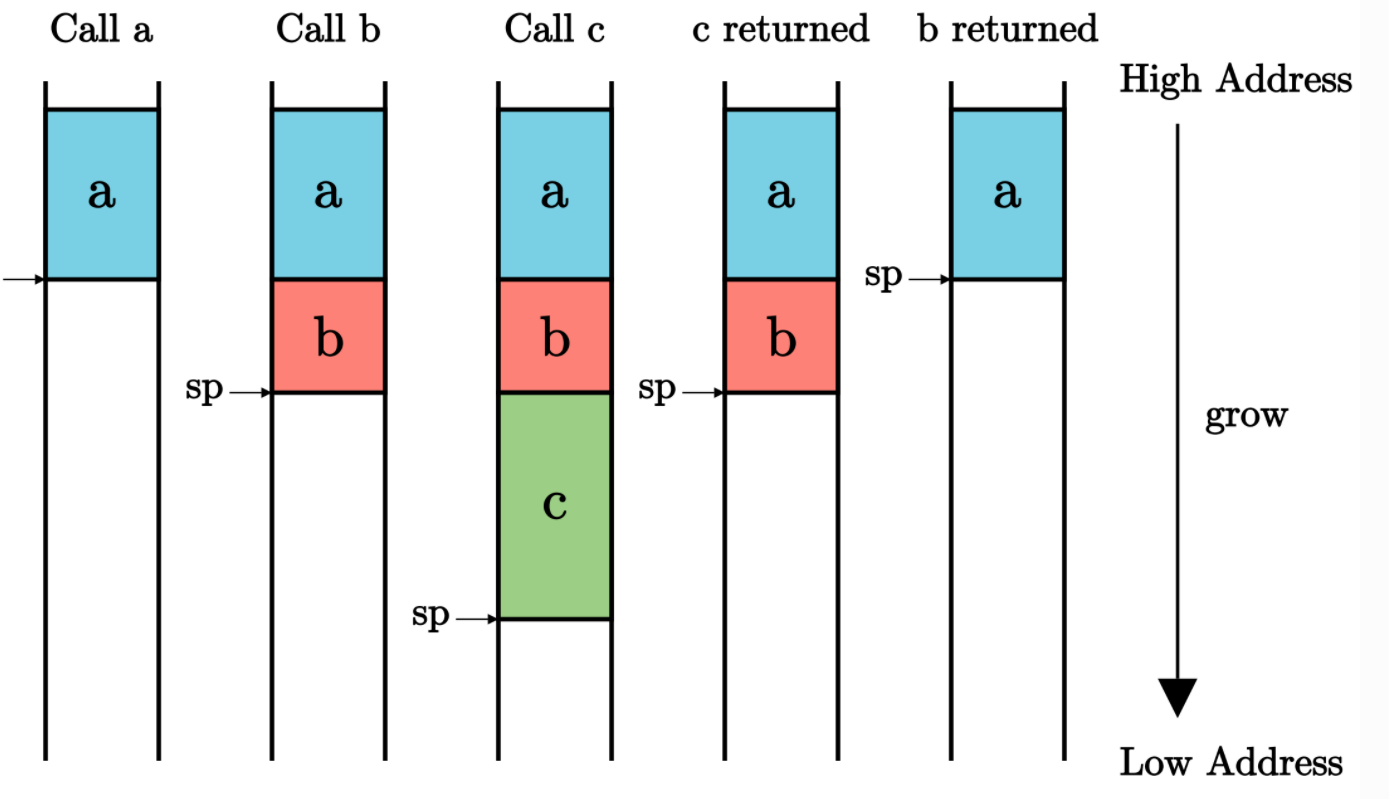 Call a
Call b
Call c
c returned
b returned
High Address
a
a
a
a
a
sp
b
b
b
sp
sp
grow
c
sp
Low Address